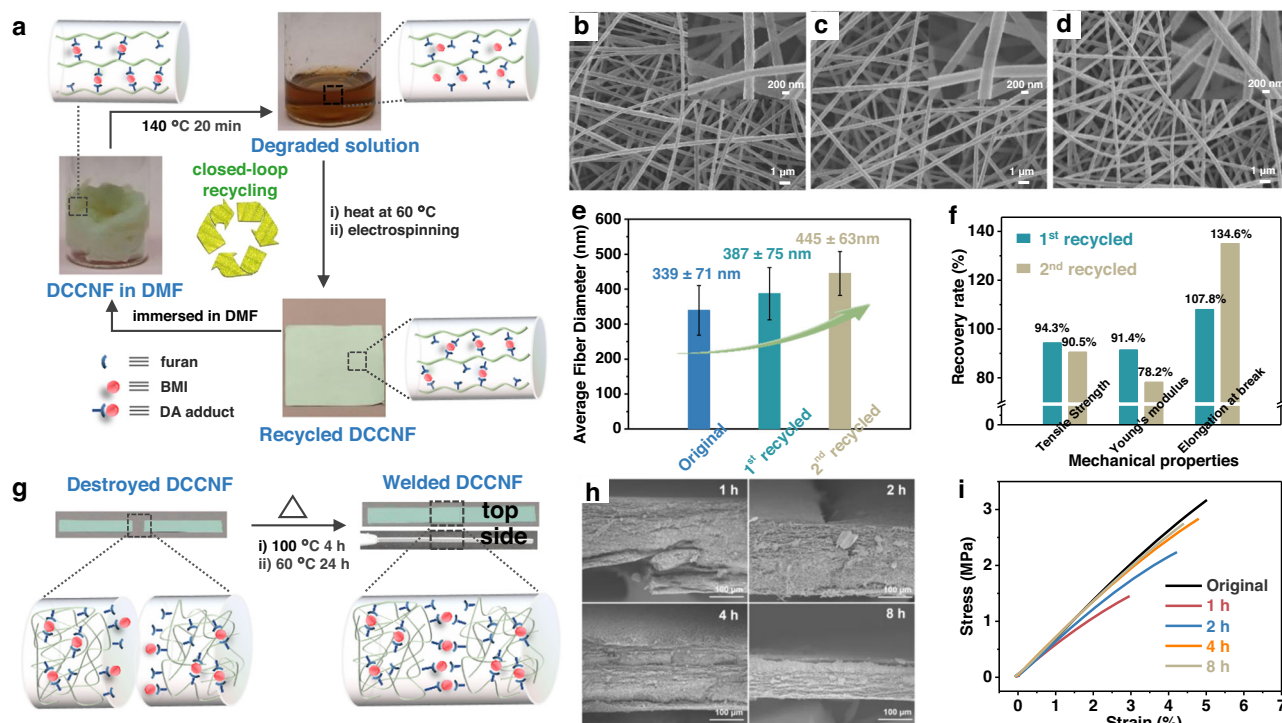 a
140 °C 20 min
Degraded solution
closed-loop
recycling
i) heat at 60 °C
ii) electrospinning
DCCNF in DMF
immersed in DMF
furan
BMI
DA adduct
Recycled DCCNF
b
200 nm
1 μm
c
200 nm
1 μm
d
200 nm
1 μm
e
Average Fiber Diameter (nm)
600
500
400
300
200
100
0
339 ± 71 nm
387 ± 75 nm
445 ± 63nm
Original
1st recycled
2nd recycled
f
Recovery rate (%)
140
120
100
80
0
1st recycled
2nd recycled
94.3%
90.5%
91.4%
78.2%
107.8%
134.6%
Tensile Strength
Young's modulus
Elongation at break
Mechanical properties
g
Destroyed DCCNF
Welded DCCNF
i) 100 °C 4 h
ii) 60 °C 24 h
top
side
h
1 h
100 μm
2 h
100 μm
4 h
100 μm
8 h
100 μm
i
Stress (MPa)
3
2
1
0
Original
1 h
2 h
4 h
8 h
0 1 2 3 4 5 6 7
Strain (%)